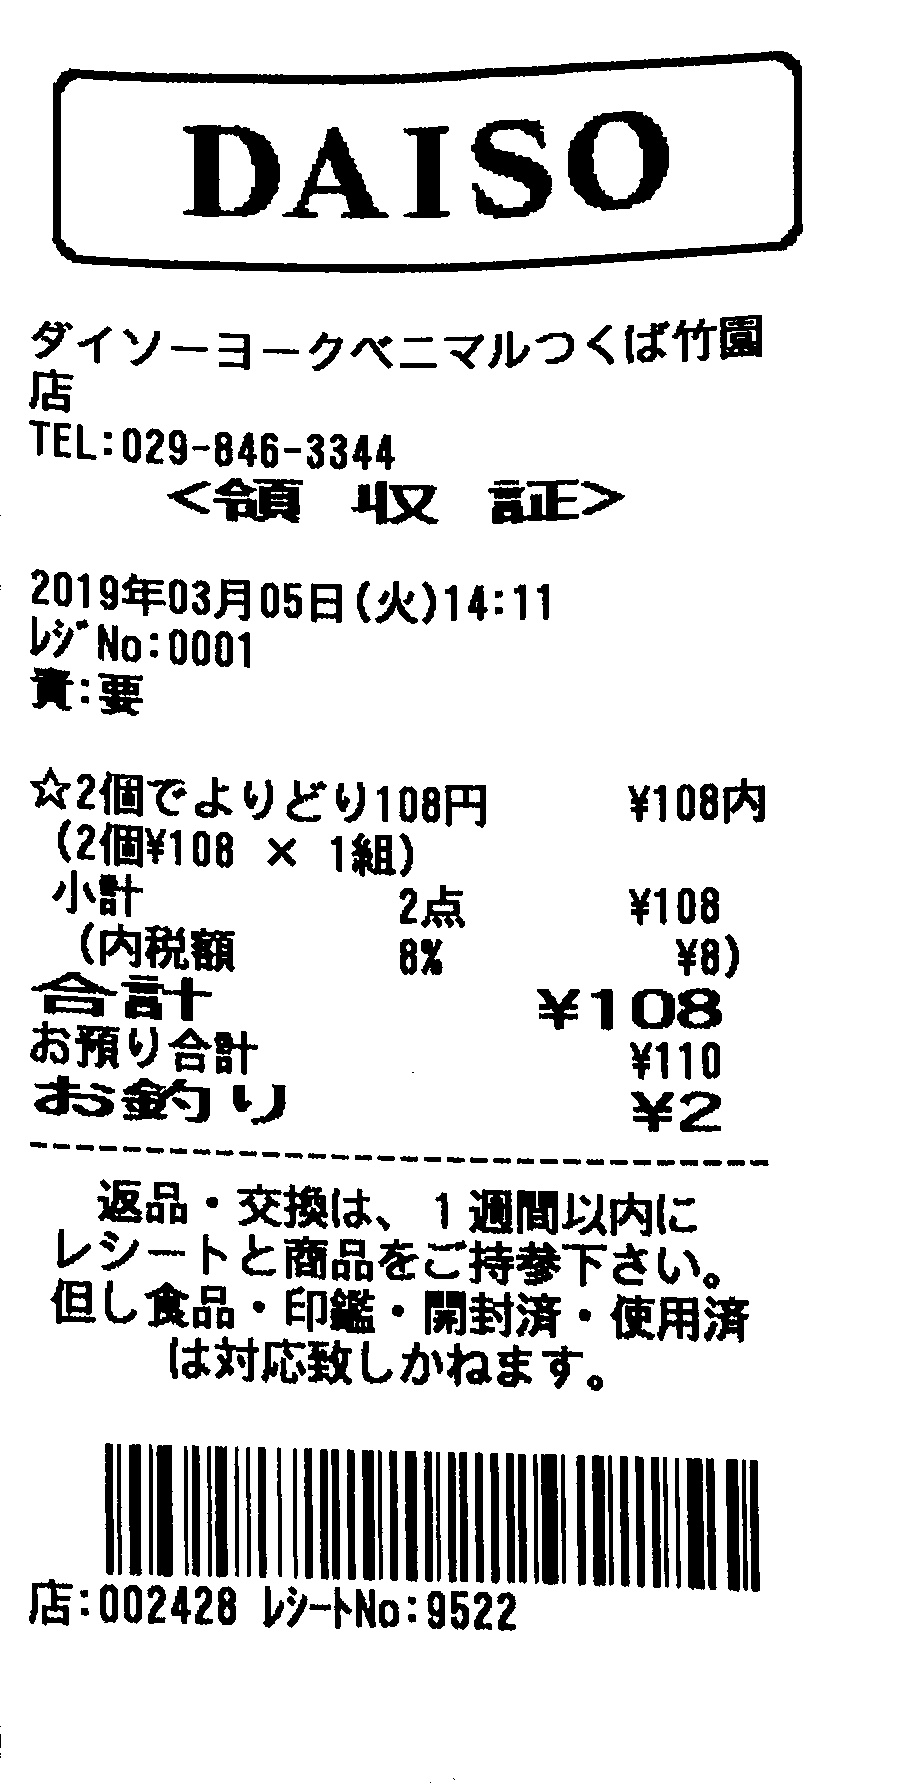 DAISO
ダイソーヨークベニマルつくば竹園
店
TEL:029-846-3344
<領 収 証>
2019年03月05日(火)14:11
ﾚｼﾞNo:0001
責:要
☆2個でよりどり108円 ¥108内
(2個¥108 × 1組)
小計 2点 ¥108
(内税額 8% ¥8)
合計 ¥108
お預り合計 ¥110
お釣り ¥2
返品・交換は、1週間以内に
レシートと商品をご持参下さい。
但し食品・印鑑・開封済・使用済
は対応致しかねます。
店:002428 ﾚｼｰﾄNo:9522